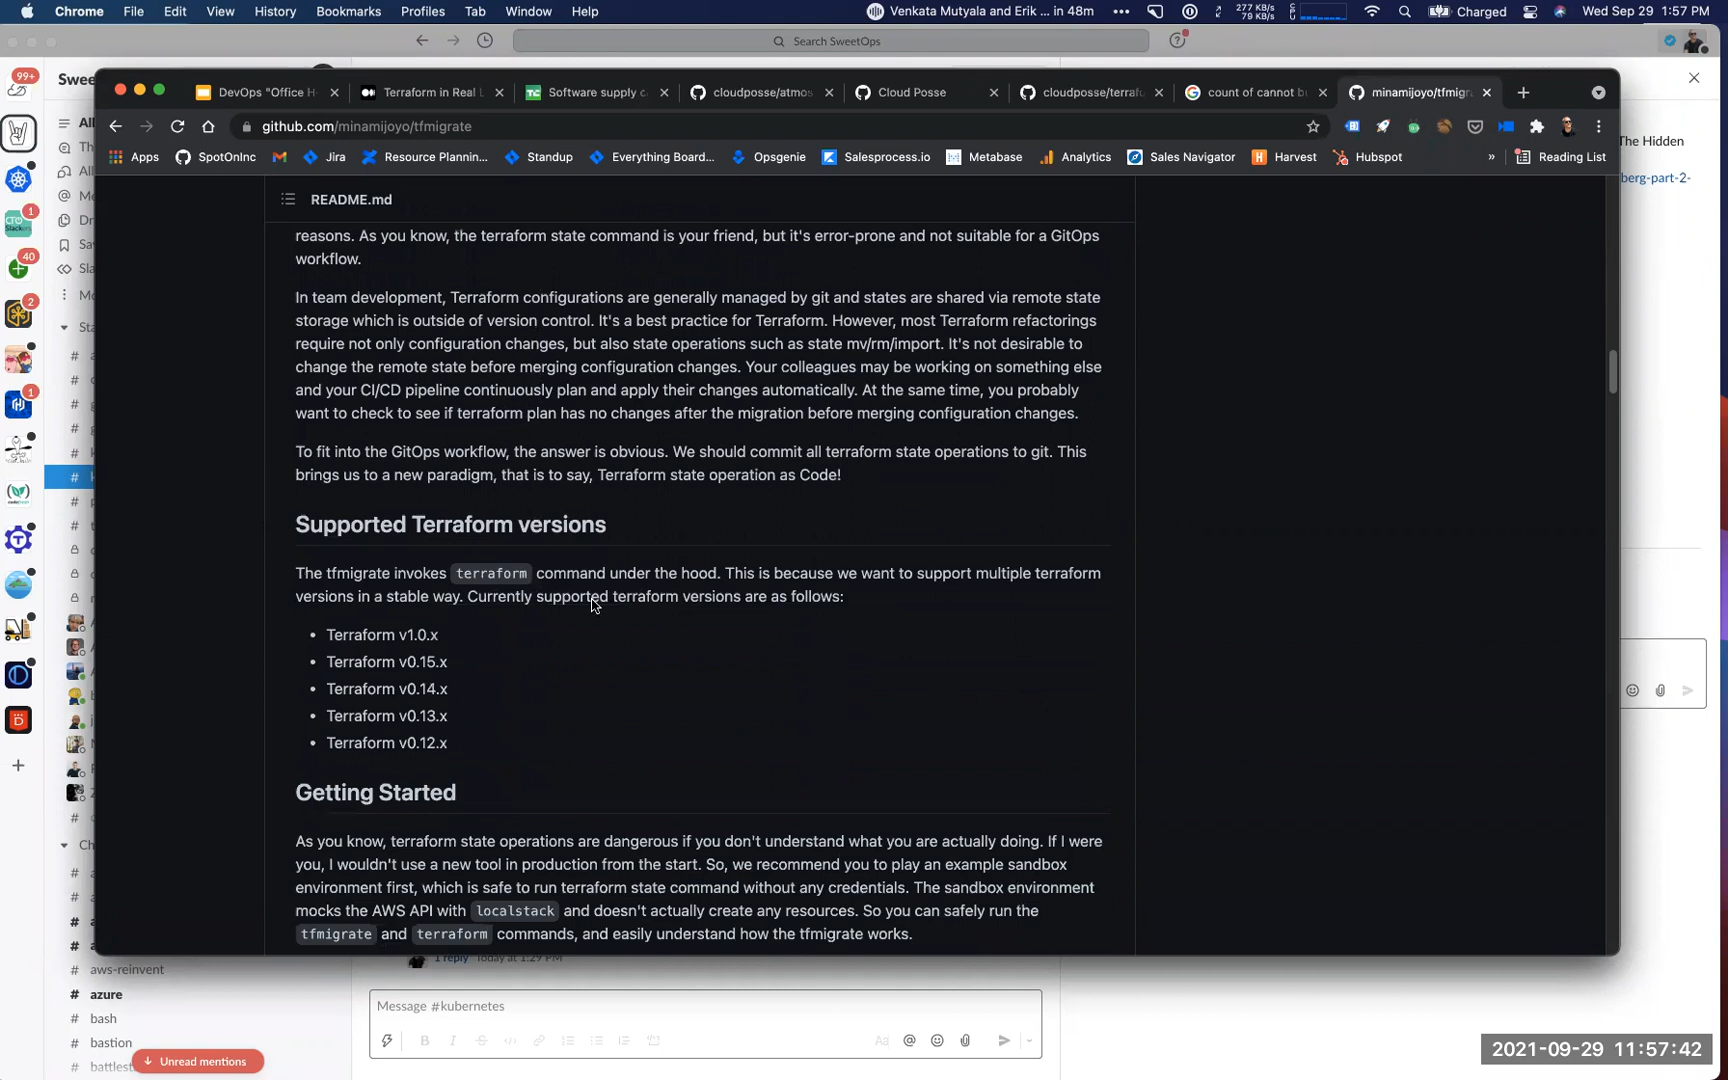 Chrome File Edit View History Bookmarks Profiles Tab Window Help
Venkata Mutyala and Erik ... in 48m
277 KB/s
79 KB/s
Charged
Wed Sep 29 1:57 PM
Search SweetOps
99+
DevOps "Office H
Terraform in Real L
Software supply c
cloudposse/atmos
Cloud Posse
cloudposse/terrafo
count of cannot b
minamijoyo/tfmigr
github.com/minamijoyo/tfmigrate
Apps SpotOnInc Jira Resource Plannin... Standup Everything Board... Opsgenie Salesprocess.io Metabase Analytics Sales Navigator Harvest Hubspot » Reading List
The Hidden
berg-part-2-
README.md
reasons. As you know, the terraform state command is your friend, but it's error-prone and not suitable for a GitOps
workflow.
In team development, Terraform configurations are generally managed by git and states are shared via remote state
storage which is outside of version control. It's a best practice for Terraform. However, most Terraform refactorings
require not only configuration changes, but also state operations such as state mv/rm/import. It's not desirable to
change the remote state before merging configuration changes. Your colleagues may be working on something else
and your CI/CD pipeline continuously plan and apply their changes automatically. At the same time, you probably
want to check to see if terraform plan has no changes after the migration before merging configuration changes.
To fit into the GitOps workflow, the answer is obvious. We should commit all terraform state operations to git. This
brings us to a new paradigm, that is to say, Terraform state operation as Code!
Supported Terraform versions
The tfmigrate invokes terraform command under the hood. This is because we want to support multiple terraform
versions in a stable way. Currently supported terraform versions are as follows:
• Terraform v1.0.x
• Terraform v0.15.x
• Terraform v0.14.x
• Terraform v0.13.x
• Terraform v0.12.x
Getting Started
As you know, terraform state operations are dangerous if you don't understand what you are actually doing. If I were
you, I wouldn't use a new tool in production from the start. So, we recommend you to play an example sandbox
environment first, which is safe to run terraform state command without any credentials. The sandbox environment
mocks the AWS API with localstack and doesn't actually create any resources. So you can safely run the
tfmigrate and terraform commands, and easily understand how the tfmigrate works.
1 reply Today at 1:29 PM
# aws-reinvent
# azure
# bash
# bastion
# battlest
Unread mentions
Message #kubernetes
2021-09-29 11:57:42